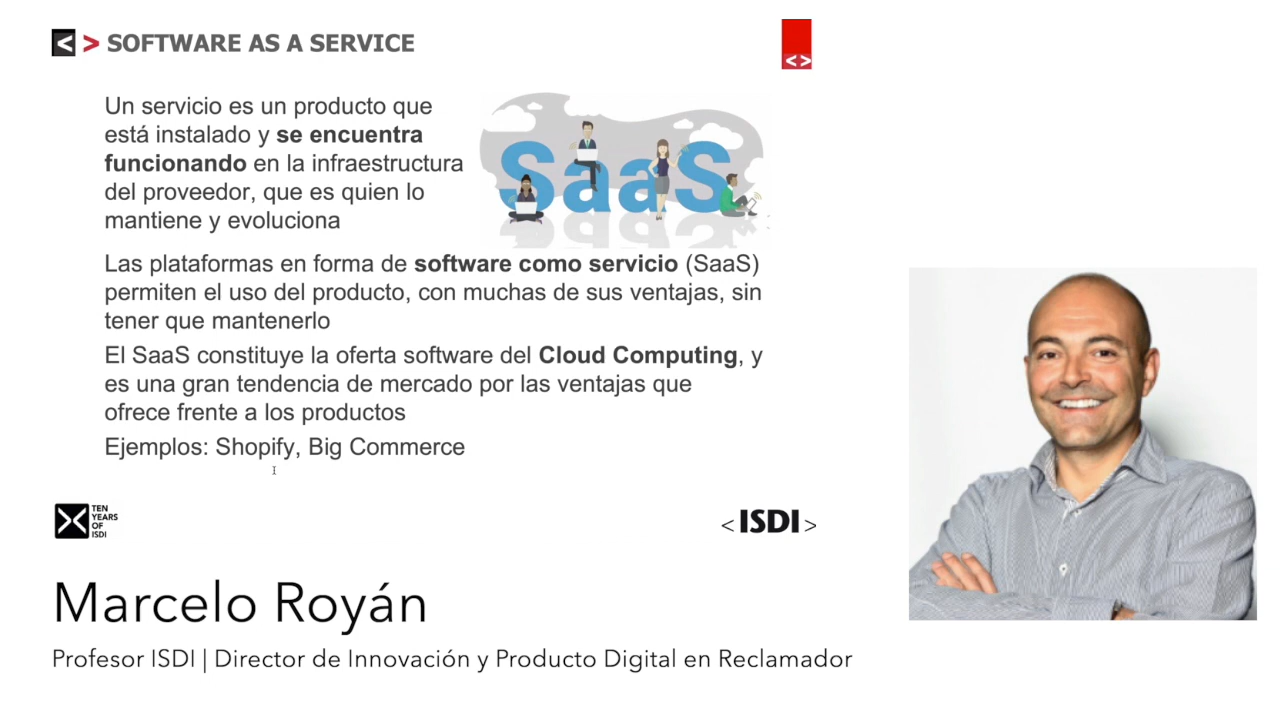 < > SOFTWARE AS A SERVICE
< >
Un servicio es un producto que
está instalado y se encuentra
funcionando en la infraestructura
del proveedor, que es quien lo
mantiene y evoluciona
SaaS
Las plataformas en forma de software como servicio (SaaS)
permiten el uso del producto, con muchas de sus ventajas, sin
tener que mantenerlo
El SaaS constituye la oferta software del Cloud Computing, y
es una gran tendencia de mercado por las ventajas que
ofrece frente a los productos
Ejemplos: Shopify, Big Commerce
TEN
YEARS
OF
ISDI
<ISDI>
Marcelo Royán
Profesor ISDI | Director de Innovación y Producto Digital en Reclamador